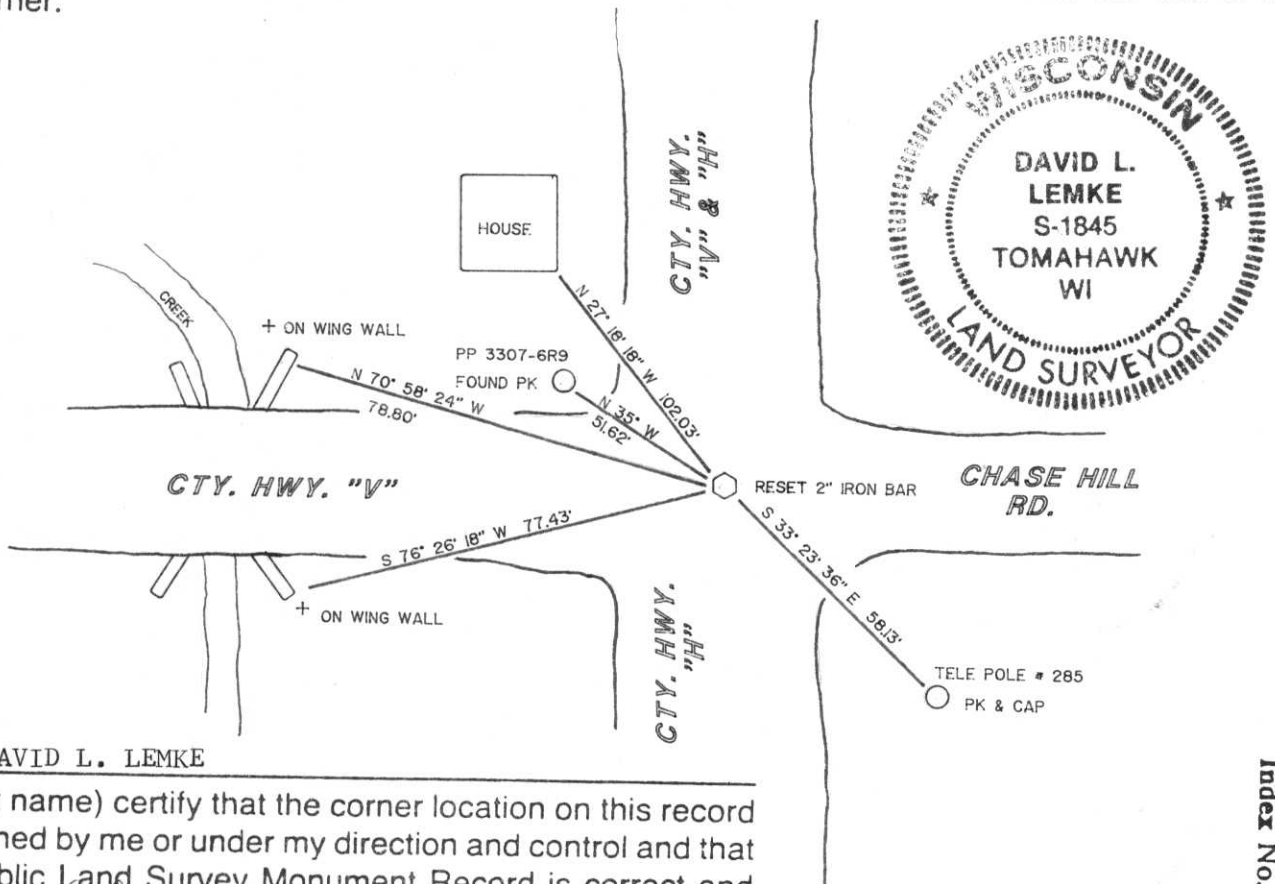 WISCONSIN
DAVID L.
LEMKE
S-1845
TOMAHAWK
WI
LAND SURVEYOR
CTY. HWY.
"V" & "H"
HOUSE
CREEK
+ ON WING WALL
N 27° 18' 18" W 102.03'
PP 3307-6R9
FOUND PK
N 70° 58' 24" W
78.80'
N 35° W
51.62'
CTY. HWY. "V"
RESET 2" IRON BAR
CHASE HILL
RD.
S 76° 26' 18" W 77.43'
S 33° 23' 36" E 58.13'
+ ON WING WALL
CTY. HWY.
"H"
TELE POLE # 285
PK & CAP
AVID L. LEMKE
name) certify that the corner location on this record
ned by me or under my direction and control and that
blic Land Survey Monument Record is correct and
Index No.